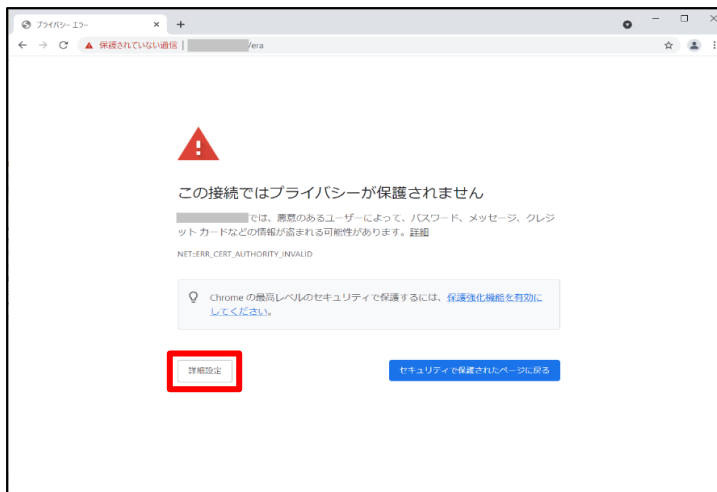 プライバシー エラー
保護されていない通信 | /era
この接続ではプライバシーが保護されません
では、悪意のあるユーザーによって、パスワード、メッセージ、クレジ
ット カードなどの情報が盗まれる可能性があります。詳細
NET::ERR_CERT_AUTHORITY_INVALID
Chrome の最高レベルのセキュリティで保護するには、保護強化機能を有効に
してください。
詳細設定 セキュリティで保護されたページに戻る